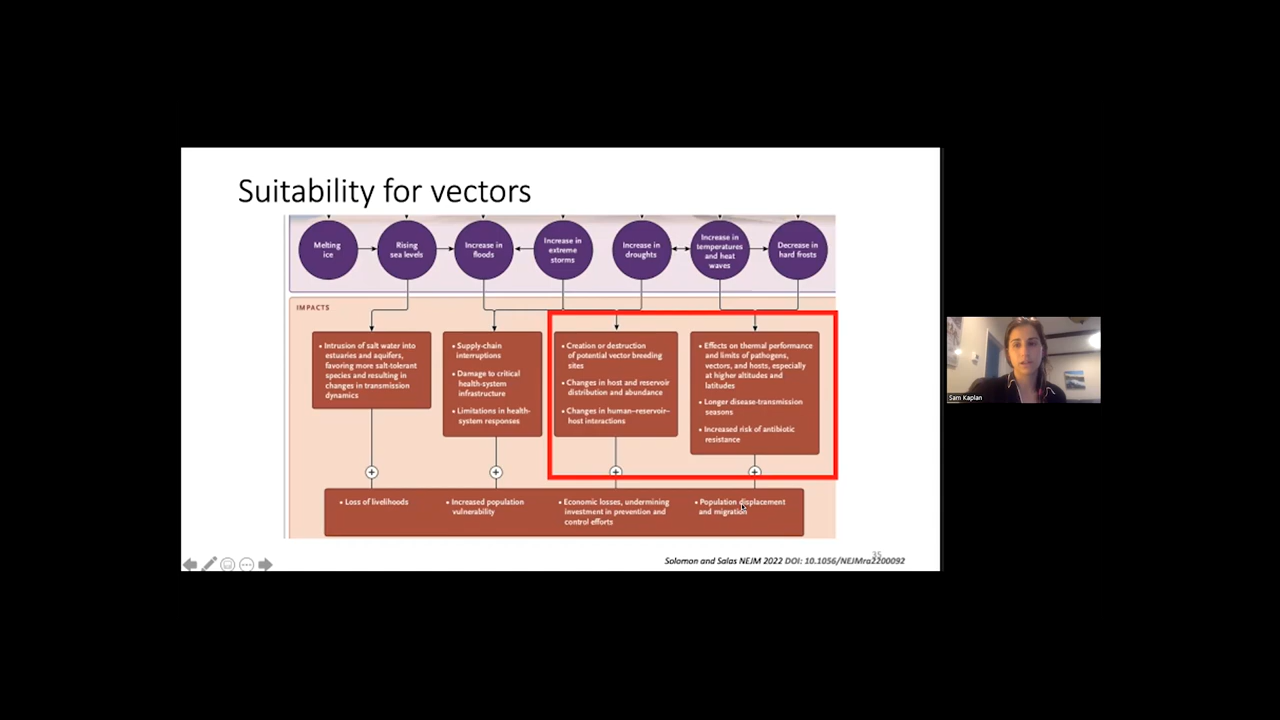 Suitability for vectors
Melting
ice
Rising
sea levels
Increase in
floods
Increase in
extreme
storms
Increase in
droughts
Increase in
temperatures
and heat
waves
Decrease in
hard frosts
IMPACTS
• Intrusion of salt water into
estuaries and aquifers,
favoring more salt-tolerant
species and resulting in
changes in transmission
dynamics
• Supply-chain
interruptions
• Damage to critical
health-system
infrastructure
• Limitations in health-
system responses
• Creation or destruction
of potential vector breeding
sites
• Changes in host and reservoir
distribution and abundance
• Changes in human–reservoir–
host interactions
• Effects on thermal performance
and limits of pathogens,
vectors, and hosts, especially
at higher altitudes and
latitudes
• Longer disease-transmission
seasons
• Increased risk of antibiotic
resistance
• Loss of livelihoods
• Increased population
vulnerability
• Economic losses, undermining
investment in prevention and
control efforts
• Population displacement
and migration
35
Solomon and Salas NEJM 2022 DOI: 10.1056/NEJMra2200092
Sam Kaplan